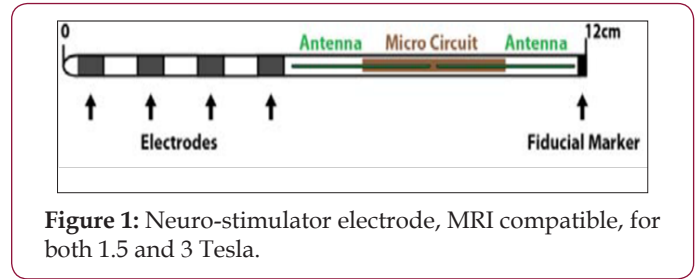 0 12cm
Antenna Micro Circuit Antenna
Electrodes Fiducial Marker
Figure 1: Neuro-stimulator electrode, MRI compatible, for
both 1.5 and 3 Tesla.